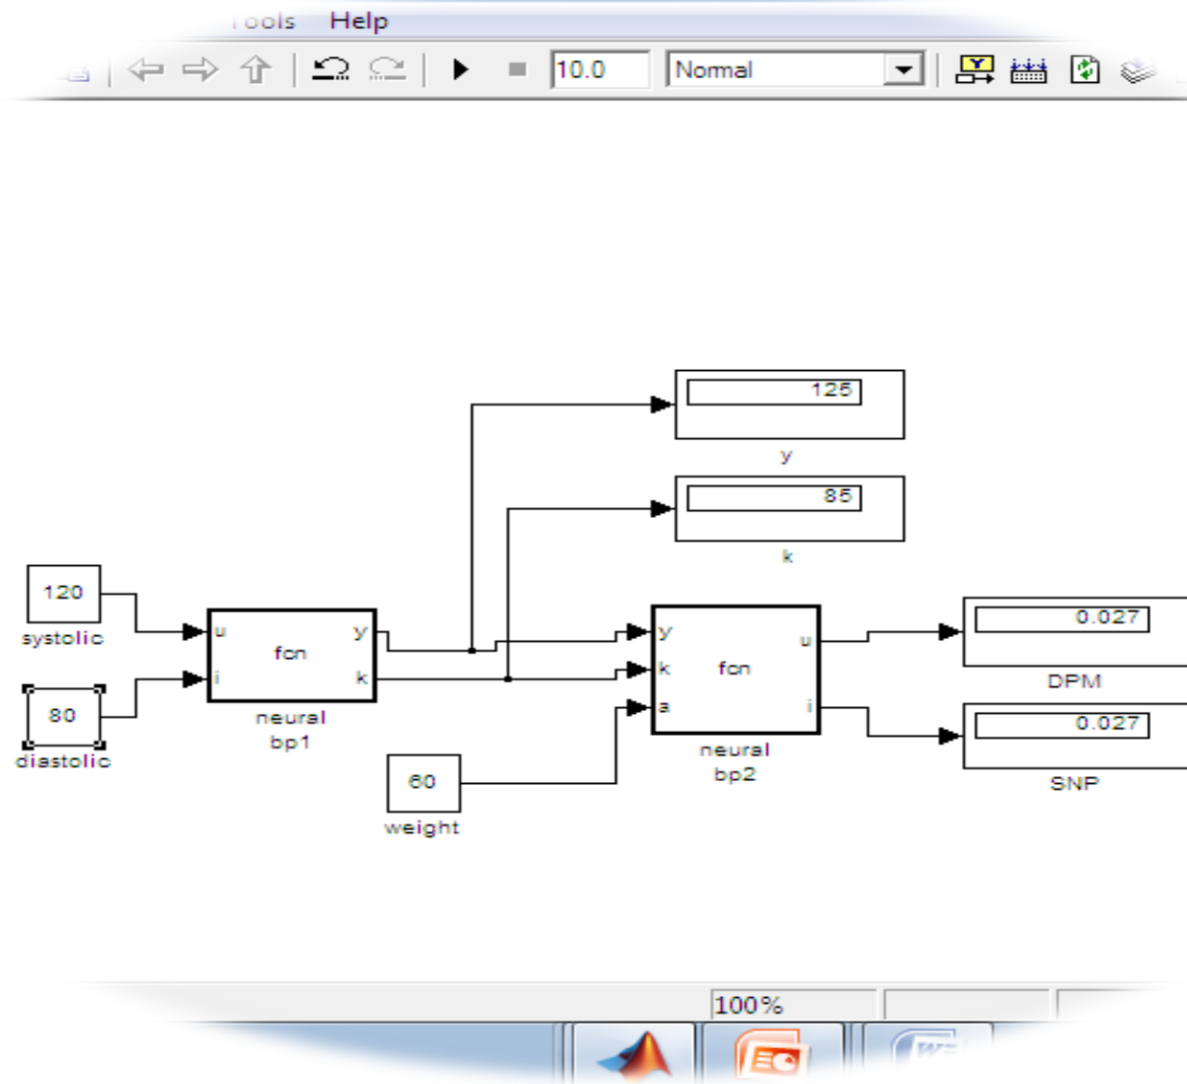 Tools Help
10.0 Normal
125
y
85
k
120
systolic
u
i
fcn
y
k
neural
bp1
80
diastolic
60
weight
y
k
a
fcn
u
i
neural
bp2
0.027
DPM
0.027
SNP
100%